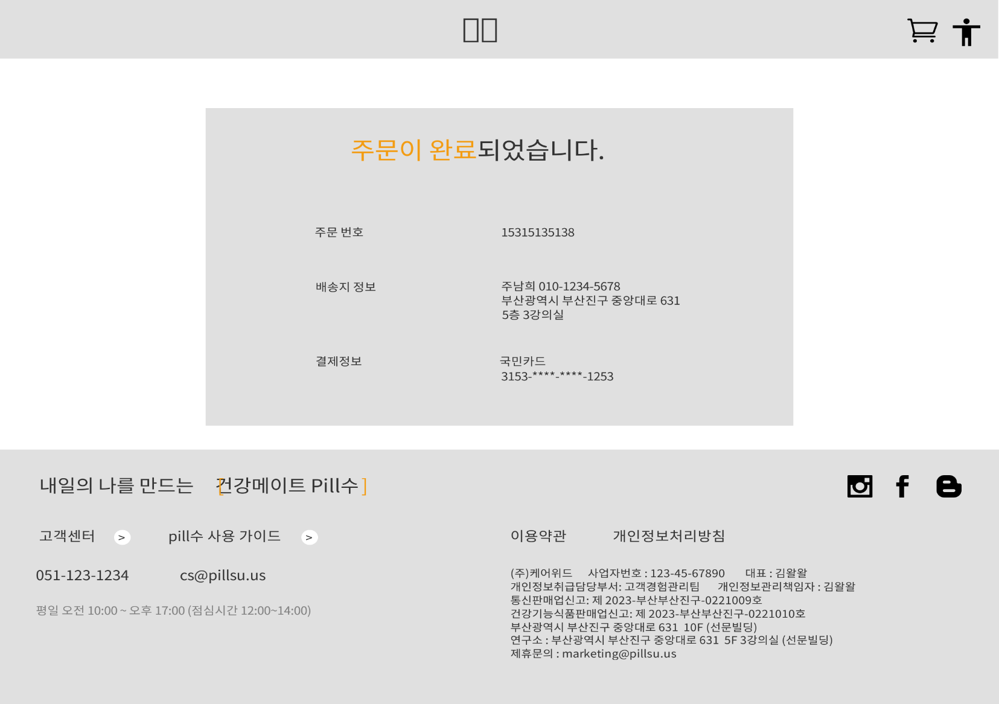 주문이 완료되었습니다.
주문 번호 15315135138
배송지 정보 주남희 010-1234-5678
부산광역시 부산진구 중앙대로 631
5층 3강의실
결제정보 국민카드
3153-****-****-1253
내일의 나를 만드는 [건강메이트 Pill수]
고객센터 > pill수 사용 가이드 >
051-123-1234 cs@pillsu.us
평일 오전 10:00 ~ 오후 17:00 (점심시간 12:00~14:00)
이용약관 개인정보처리방침
(주)케어위드 사업자번호 : 123-45-67890 대표 : 김왈왈
개인정보취급담당부서: 고객경험관리팀 개인정보관리책임자 : 김왈왈
통신판매업신고: 제 2023-부산부산진구-0221009호
건강기능식품판매업신고: 제 2023-부산부산진구-0221010호
부산광역시 부산진구 중앙대로 631 10F (선문빌딩)
연구소 : 부산광역시 부산진구 중앙대로 631 5F 3강의실 (선문빌딩)
제휴문의 : marketing@pillsu.us